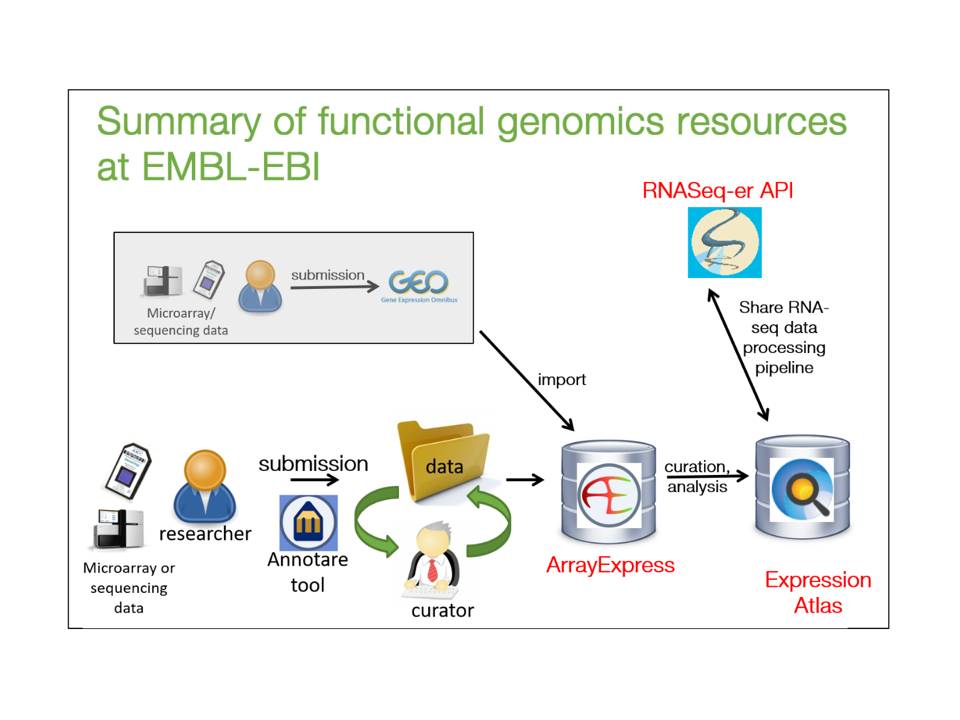 Summary of functional genomics resources
at EMBL-EBI
RNASeq-er API
submission
GEO
Gene Expression Omnibus
Microarray/
sequencing data
Share RNA-
seq data
processing
pipeline
import
submission
data
curation,
analysis
researcher
Annotare
tool
Microarray or
sequencing
data
curator
ArrayExpress
Expression
Atlas